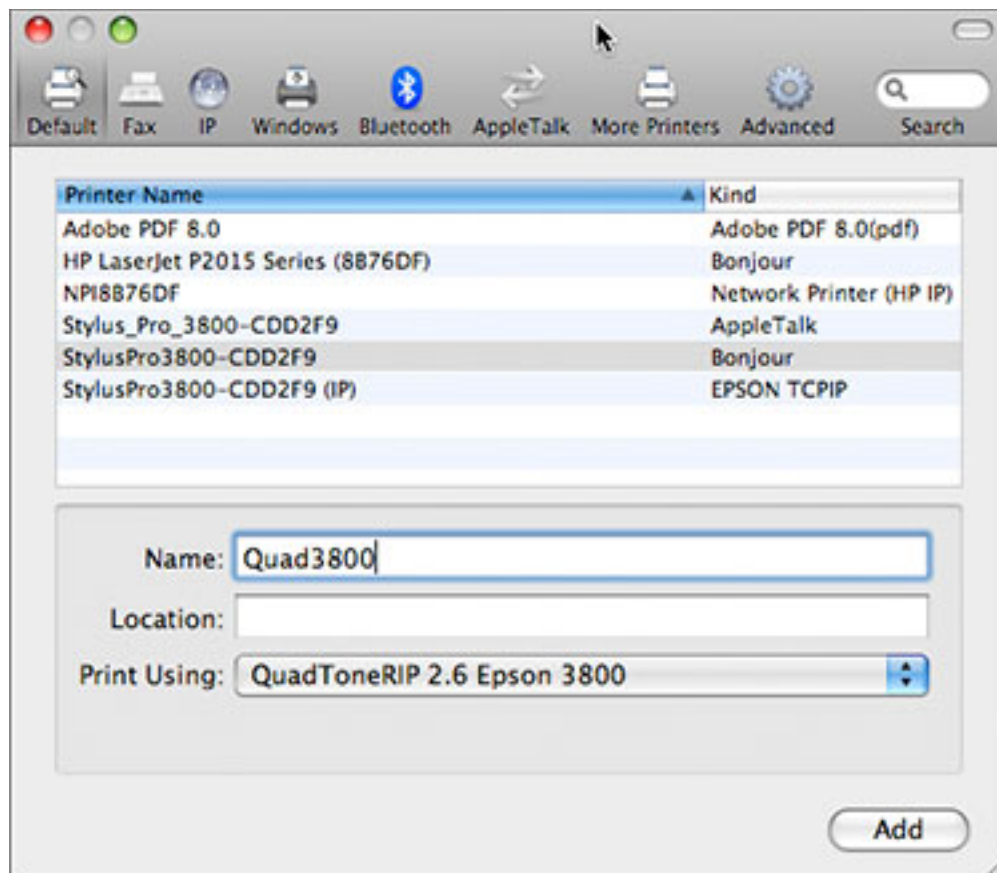 Default Fax IP Windows Bluetooth AppleTalk More Printers Advanced Search
Printer Name Kind
Adobe PDF 8.0 Adobe PDF 8.0(pdf)
HP LaserJet P2015 Series (8B76DF) Bonjour
NPI8B76DF Network Printer (HP IP)
Stylus_Pro_3800-CDD2F9 AppleTalk
StylusPro3800-CDD2F9 Bonjour
StylusPro3800-CDD2F9 (IP) EPSON TCPIP
Name: Quad3800
Location:
Print Using: QuadToneRIP 2.6 Epson 3800
Add